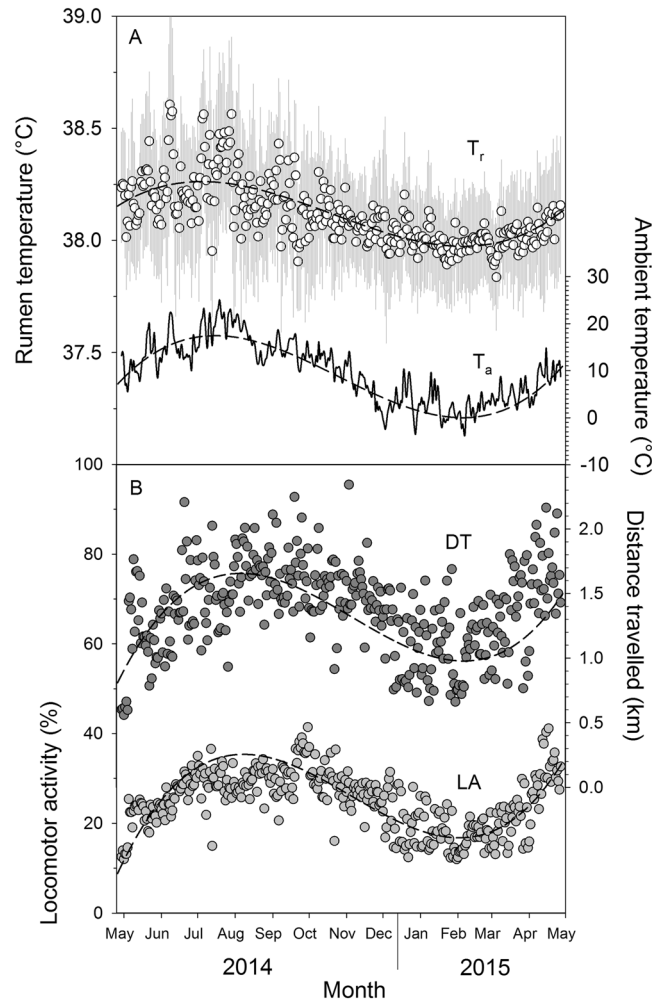 39.0
A
38.5
Tr
38.0
37.5
Ta
Rumen temperature (°C)
30
20
10
0
-10
Ambient temperature (°C)
100
B
80
60
40
20
0
DT
LA
Locomotor activity (%)
2.0
1.5
1.0
0.5
0.0
Distance travelled (km)
May Jun Jul Aug Sep Oct Nov Dec Jan Feb Mar Apr May
2014 2015
Month